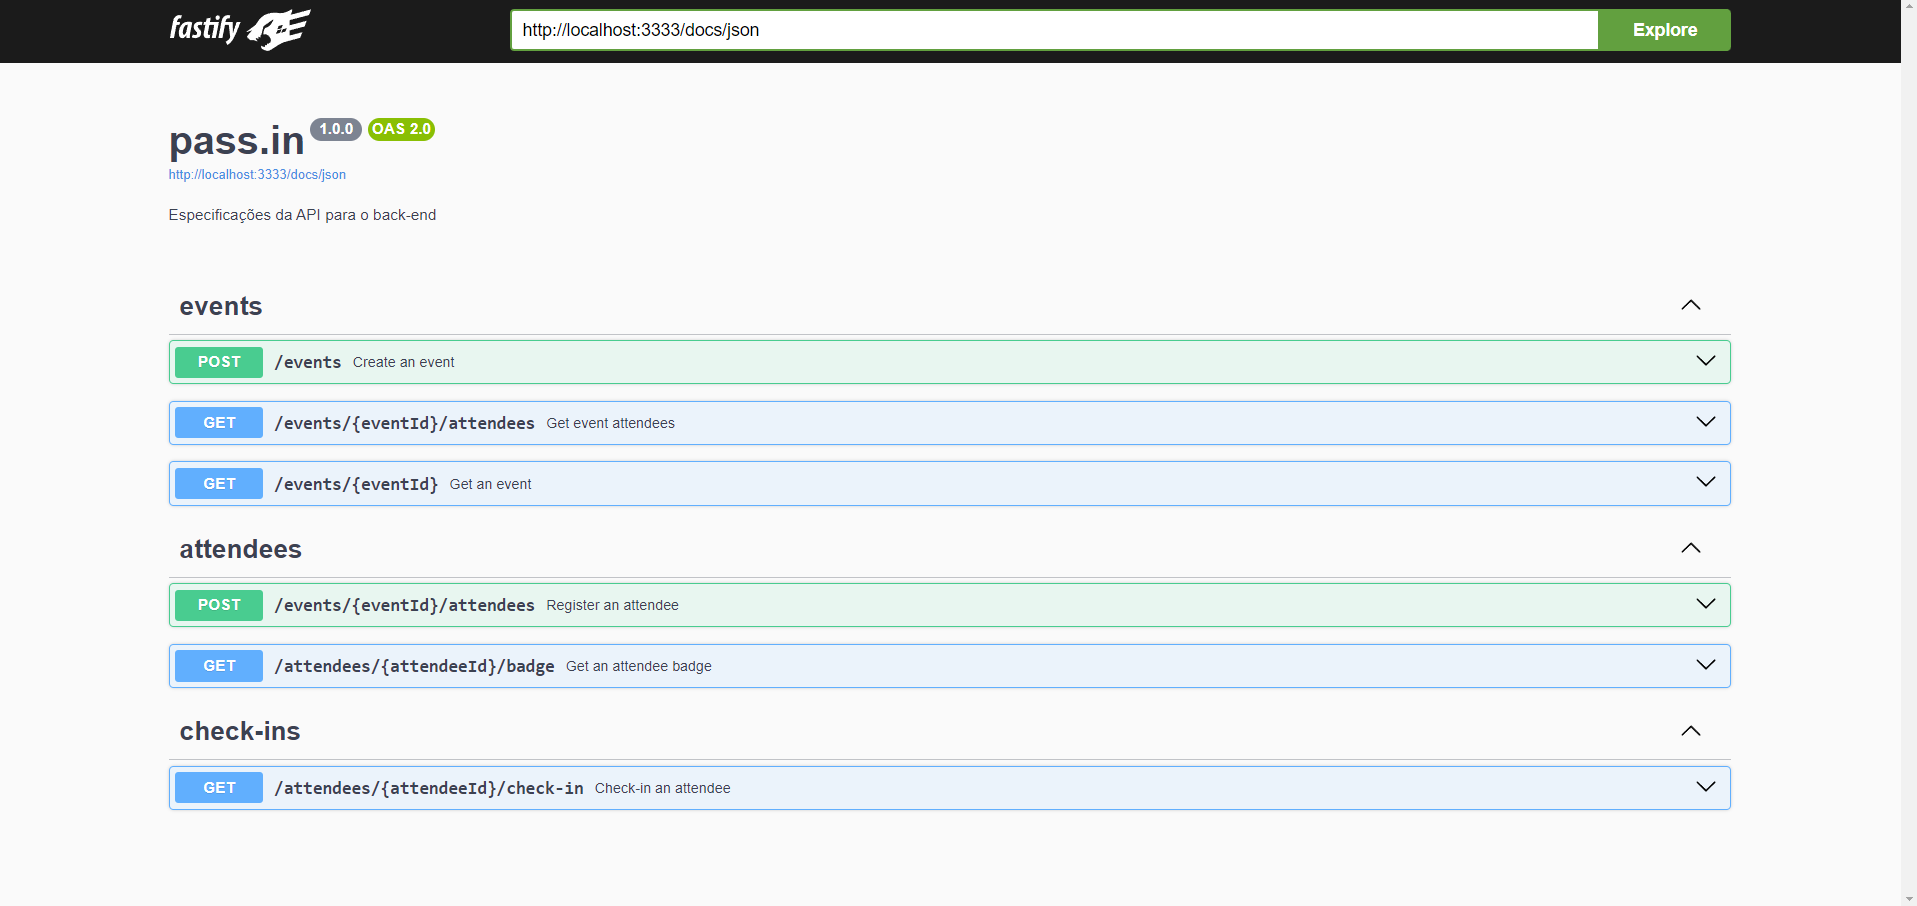 fastify
http://localhost:3333/docs/json
Explore
pass.in 1.0.0 OAS 2.0
http://localhost:3333/docs/json
Especificações da API para o back-end
events
POST /events Create an event
GET /events/{eventId}/attendees Get event attendees
GET /events/{eventId} Get an event
attendees
POST /events/{eventId}/attendees Register an attendee
GET /attendees/{attendeeId}/badge Get an attendee badge
check-ins
GET /attendees/{attendeeId}/check-in Check-in an attendee